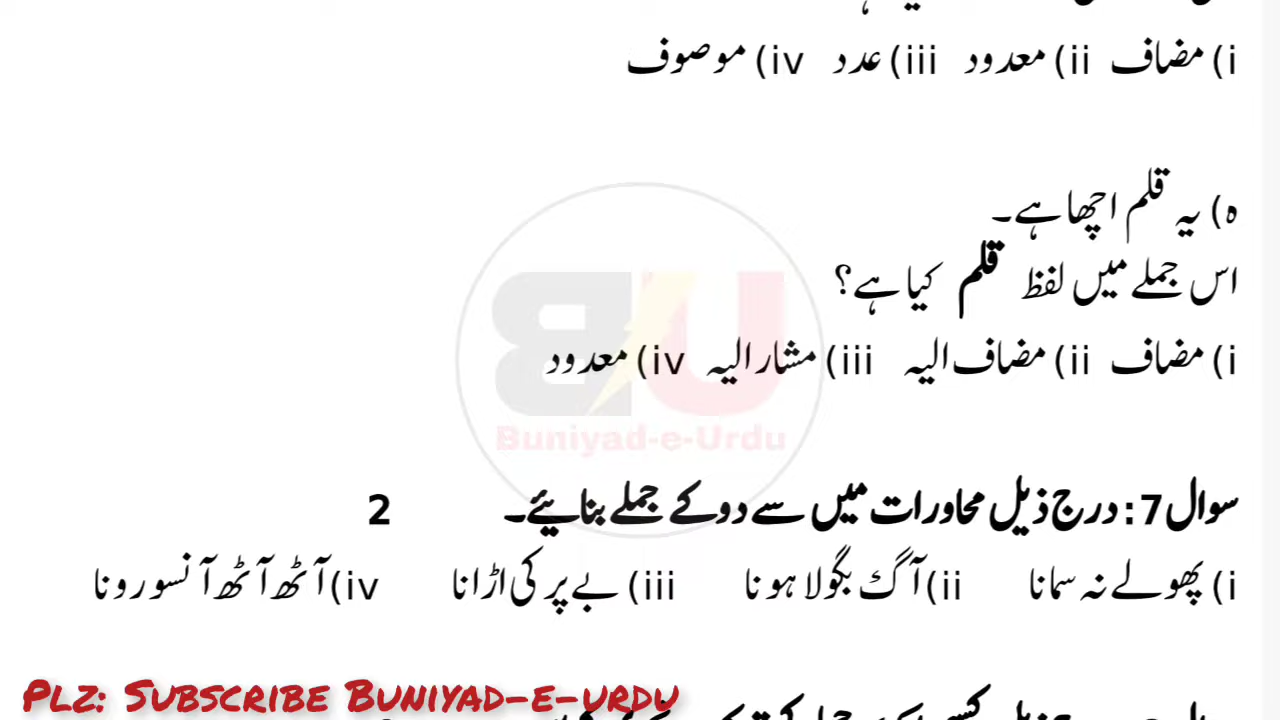 i) مضاف ii) معدود iii) عدد iv) موصوف
ہ) یہ قلم اچھا ہے۔
اس جملے میں لفظ قلم کیا ہے؟
i) مضاف ii) مضاف الیہ iii) مشار الیہ iv) معدود
Buniyad-e-Urdu
سوال 7: درج ذیل محاورات میں سے دو کے جملے بنائیے۔ 2
i) پھولے نہ سمانا ii) آگ بگولا ہونا iii) بے پر کی اڑانا iv) آٹھ آٹھ آنسو رونا
Plz: Subscribe Buniyad-e-urdu